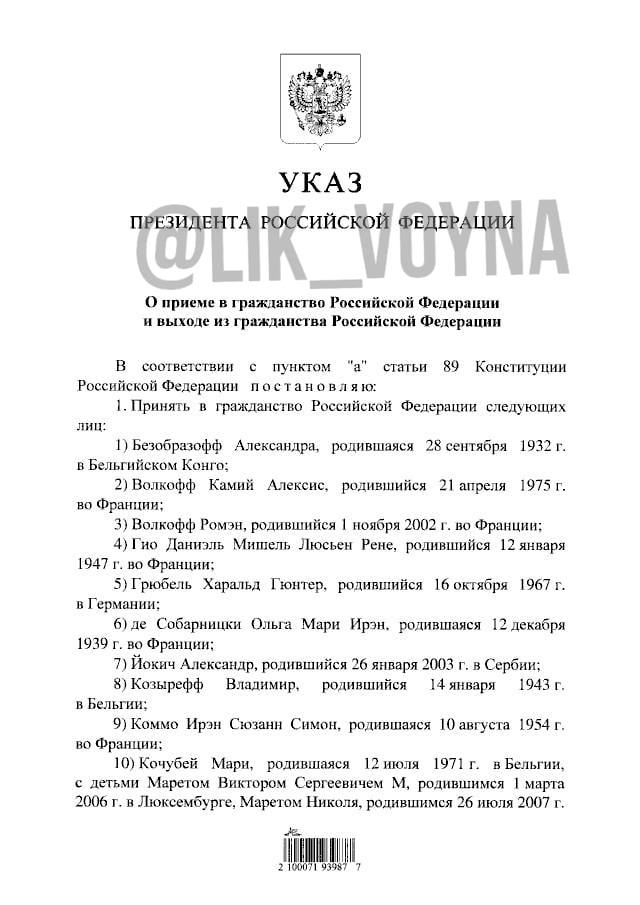 УКАЗ
ПРЕЗИДЕНТА РОССИЙСКОЙ ФЕДЕРАЦИИ
@LIK_VOYNA
О приеме в гражданство Российской Федерации
и выходе из гражданства Российской Федерации
В соответствии с пунктом "а" статьи 89 Конституции
Российской Федерации п о с т а н о в л я ю:
1. Принять в гражданство Российской Федерации следующих
лиц:
1) Безобразофф Александра, родившаяся 28 сентября 1932 г.
в Бельгийском Конго;
2) Волкофф Камий Алексис, родившийся 21 апреля 1975 г.
во Франции;
3) Волкофф Ромэн, родившийся 1 ноября 2002 г. во Франции;
4) Гио Даниэль Мишель Люсьен Рене, родившийся 12 января
1947 г. во Франции;
5) Грюбель Харальд Гюнтер, родившийся 16 октября 1967 г.
в Германии;
6) де Собарницки Ольга Мари Ирэн, родившаяся 12 декабря
1939 г. во Франции;
7) Йокич Александр, родившийся 26 января 2003 г. в Сербии;
8) Козырефф Владимир, родившийся 14 января 1943 г.
в Бельгии;
9) Коммо Ирэн Сюзанн Симон, родившаяся 10 августа 1954 г.
во Франции;
10) Кочубей Мари, родившаяся 12 июля 1971 г. в Бельгии,
с детьми Маретом Виктором Сергеевичем М, родившимся 1 марта
2006 г. в Люксембурге, Маретом Николя, родившимся 26 июля 2007 г.
2 100071 93987 7